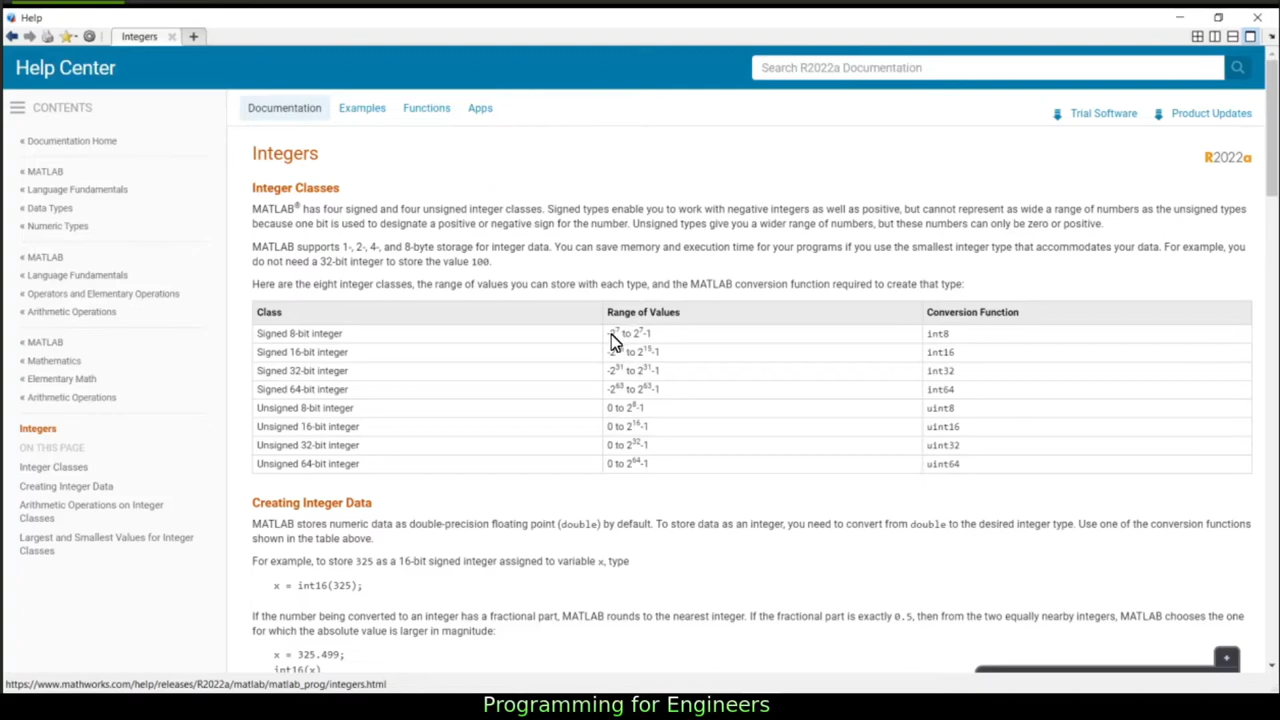 Help
Integers
Help Center
Search R2022a Documentation
CONTENTS
Documentation
Examples
Functions
Apps
Trial Software
Product Updates
« Documentation Home
« MATLAB
« Language Fundamentals
« Data Types
« Numeric Types
« MATLAB
« Language Fundamentals
« Operators and Elementary Operations
« Arithmetic Operations
« MATLAB
« Mathematics
« Elementary Math
« Arithmetic Operations
Integers
ON THIS PAGE
Integer Classes
Creating Integer Data
Arithmetic Operations on Integer
Classes
Largest and Smallest Values for Integer
Classes
Integers
R2022a
Integer Classes
MATLAB® has four signed and four unsigned integer classes. Signed types enable you to work with negative integers as well as positive, but cannot represent as wide a range of numbers as the unsigned types
because one bit is used to designate a positive or negative sign for the number. Unsigned types give you a wider range of numbers, but these numbers can only be zero or positive.
MATLAB supports 1-, 2-, 4-, and 8-byte storage for integer data. You can save memory and execution time for your programs if you use the smallest integer type that accommodates your data. For example, you
do not need a 32-bit integer to store the value 100.
Here are the eight integer classes, the range of values you can store with each type, and the MATLAB conversion function required to create that type:
Class Range of Values Conversion Function
Signed 8-bit integer -2⁷ to 2⁷-1 int8
Signed 16-bit integer to 2¹⁵-1 int16
Signed 32-bit integer -2³¹ to 2³¹-1 int32
Signed 64-bit integer -2⁶³ to 2⁶³-1 int64
Unsigned 8-bit integer 0 to 2⁸-1 uint8
Unsigned 16-bit integer 0 to 2¹⁶-1 uint16
Unsigned 32-bit integer 0 to 2³²-1 uint32
Unsigned 64-bit integer 0 to 2⁶⁴-1 uint64
Creating Integer Data
MATLAB stores numeric data as double-precision floating point (double) by default. To store data as an integer, you need to convert from double to the desired integer type. Use one of the conversion functions
shown in the table above.
For example, to store 325 as a 16-bit signed integer assigned to variable x, type
x = int16(325);
If the number being converted to an integer has a fractional part, MATLAB rounds to the nearest integer. If the fractional part is exactly 0.5, then from the two equally nearby integers, MATLAB chooses the one
for which the absolute value is larger in magnitude:
x = 325.499;
int16(x)
https://www.mathworks.com/help/releases/R2022a/matlab/matlab_prog/integers.html
Programming for Engineers